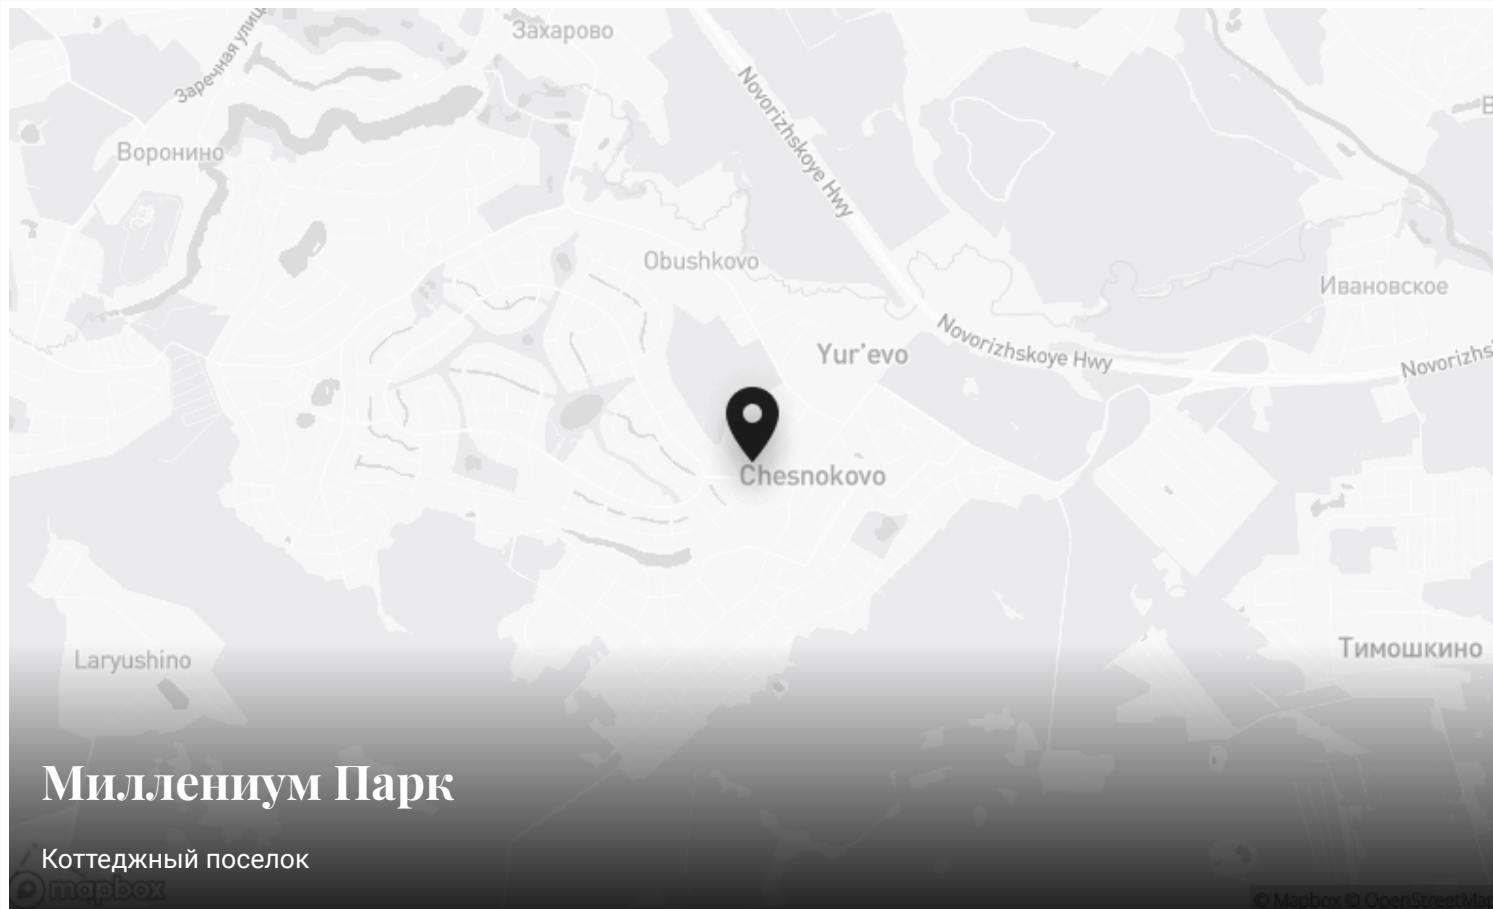 Захарово
Заречная улиц
Novorizhskoye Hwy
Воронино
Obushkovo
Ивановское
Yur'evo
Novorizhskoye Hwy
Novorizhs
Chesnokovo
Laryushino
Тимошкино
Миллениум Парк
Коттеджный поселок
mapbox
© Mapbox © OpenStreetMap